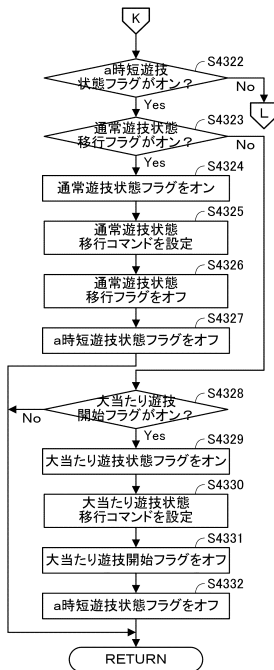 K
S4322
a時短遊技
状態フラグがオン?
No
L
Yes
S4323
通常遊技状態
移行フラグがオン?
No
Yes
S4324
通常遊技状態フラグをオン
S4325
通常遊技状態
移行コマンドを設定
S4326
通常遊技状態
移行フラグをオフ
S4327
a時短遊技状態フラグをオフ
S4328
大当たり遊技
開始フラグがオン?
No
Yes
S4329
大当たり遊技状態フラグをオン
S4330
大当たり遊技状態
移行コマンドを設定
S4331
大当たり遊技開始フラグをオフ
S4332
a時短遊技状態フラグをオフ
RETURN